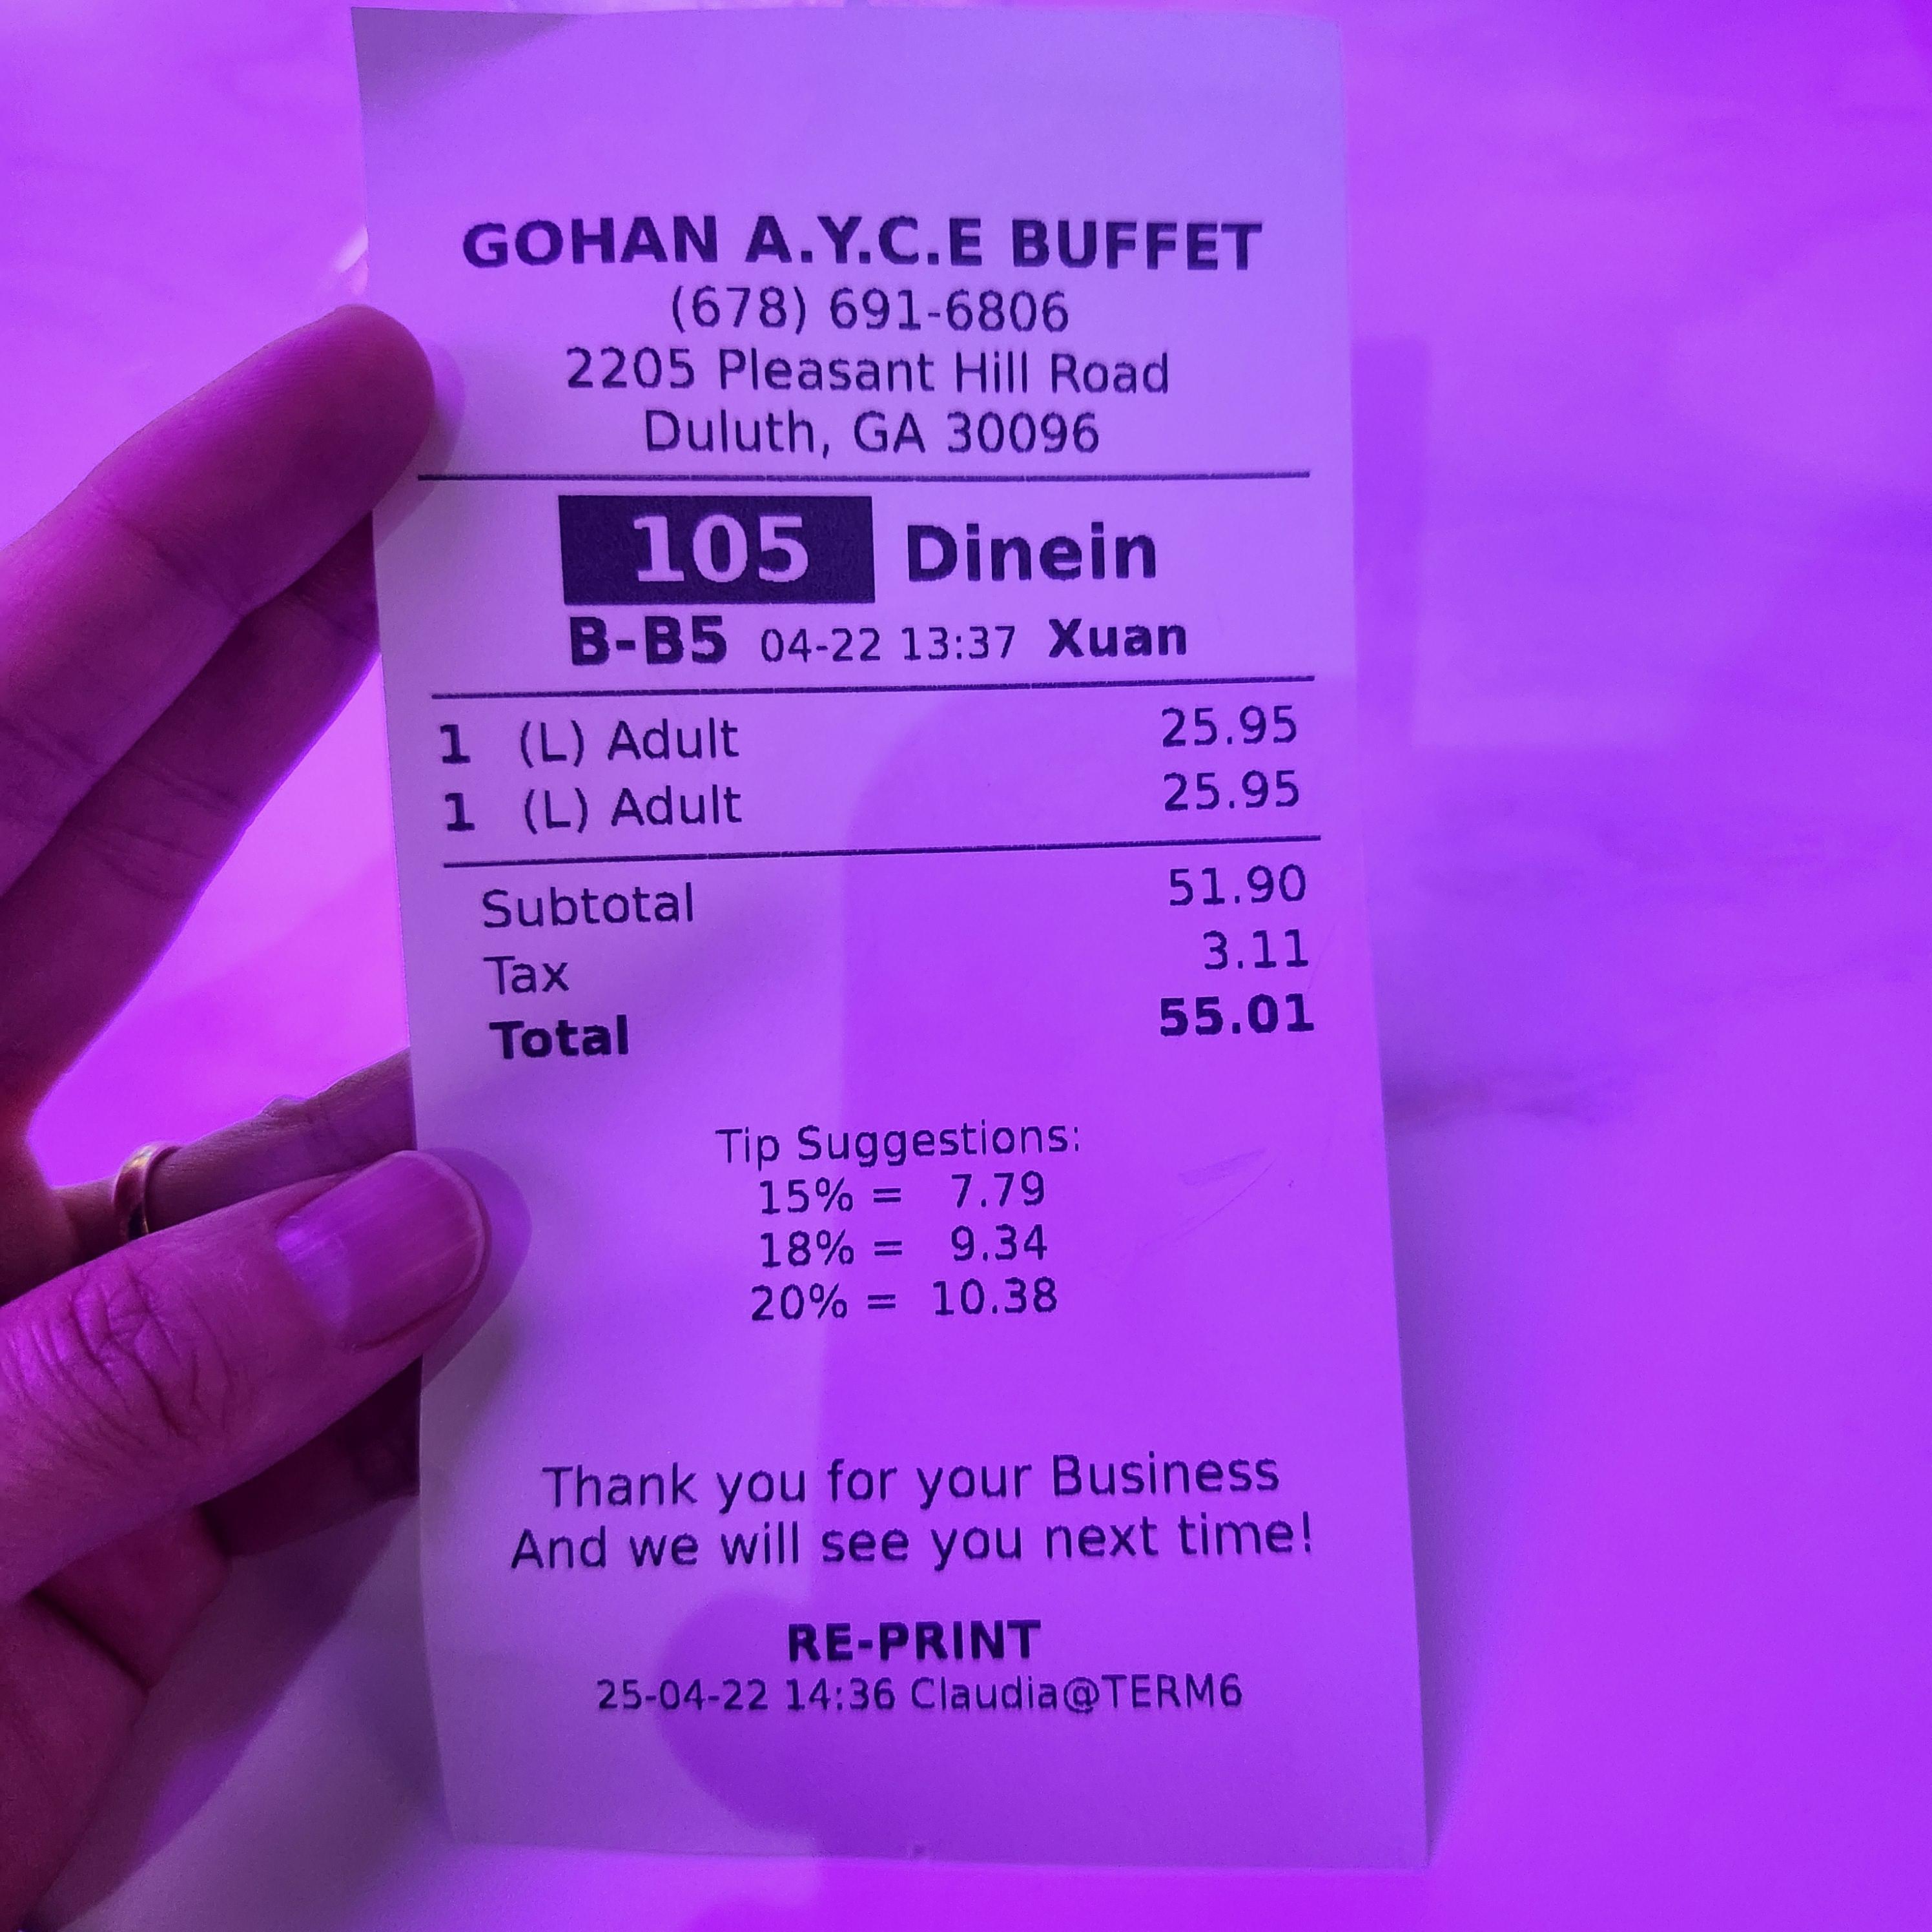 GOHAN A.Y.C.E BUFFET
(678) 691-6806
2205 Pleasant Hill Road
Duluth, GA 30096
105 Dinein
B-B5 04-22 13:37 Xuan
1 (L) Adult 25.95
1 (L) Adult 25.95
Subtotal 51.90
Tax 3.11
Total 55.01
Tip Suggestions:
15% = 7.79
18% = 9.34
20% = 10.38
Thank you for your Business
And we will see you next time!
RE-PRINT
25-04-22 14:36 Claudia@TERM6